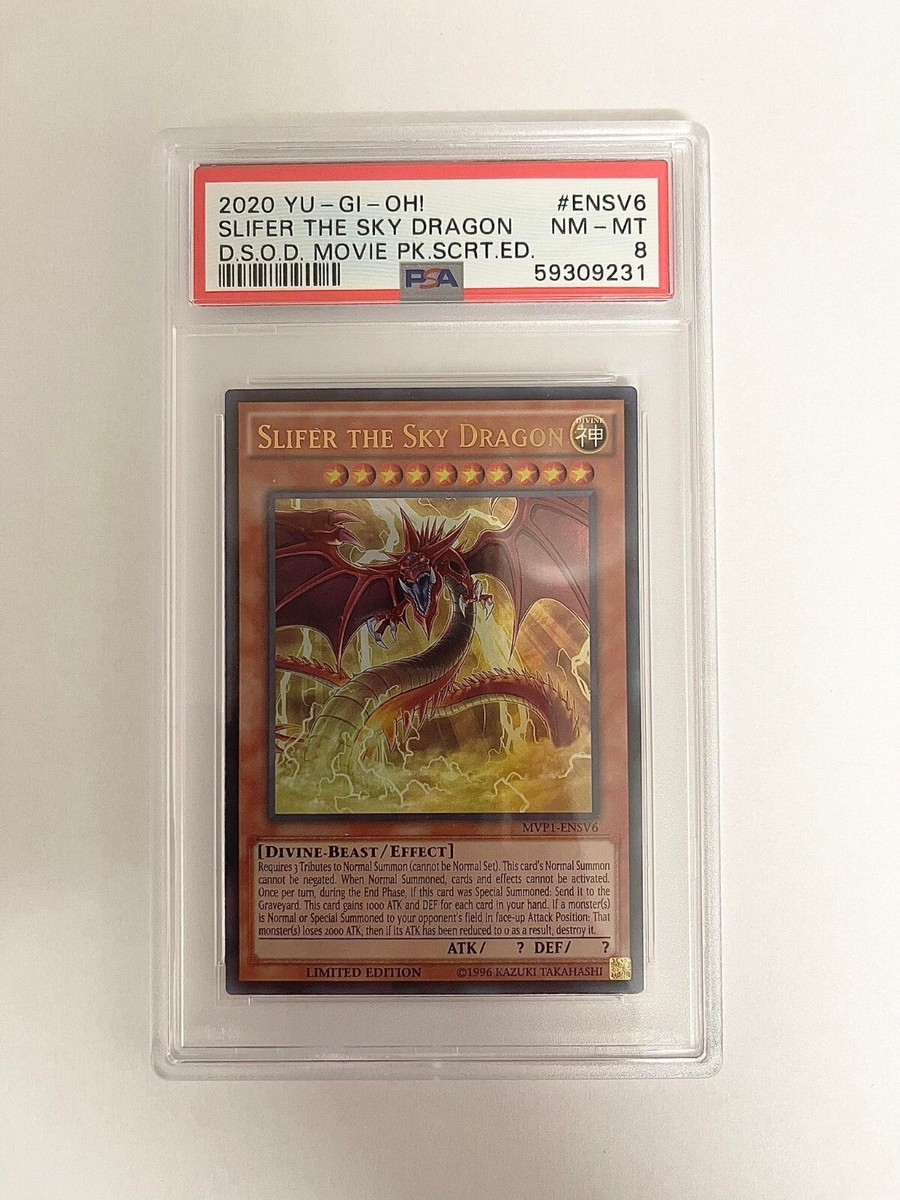 2020 YU-GI-OH! #ENSV6
SLIFER THE SKY DRAGON NM-MT
D.S.O.D. MOVIE PK.SCRT.ED. 8
PSA 59309231
SLIFER THE SKY DRAGON
DIVINE
神
MVP1-ENSV6
[DIVINE-BEAST/EFFECT]
Requires 3 Tributes to Normal Summon (cannot be Normal Set). This card's Normal Summon
cannot be negated. When Normal Summoned, cards and effects cannot be activated.
Once per turn, during the End Phase, if this card was Special Summoned: Send it to the
Graveyard. This card gains 1000 ATK and DEF for each card in your hand. If a monster(s)
is Normal or Special Summoned to your opponent's field in face-up Attack Position: That
monster(s) loses 2000 ATK, then if its ATK has been reduced to 0 as a result, destroy it.
ATK/ ? DEF/ ?
LIMITED EDITION ©1996 KAZUKI TAKAHASHI